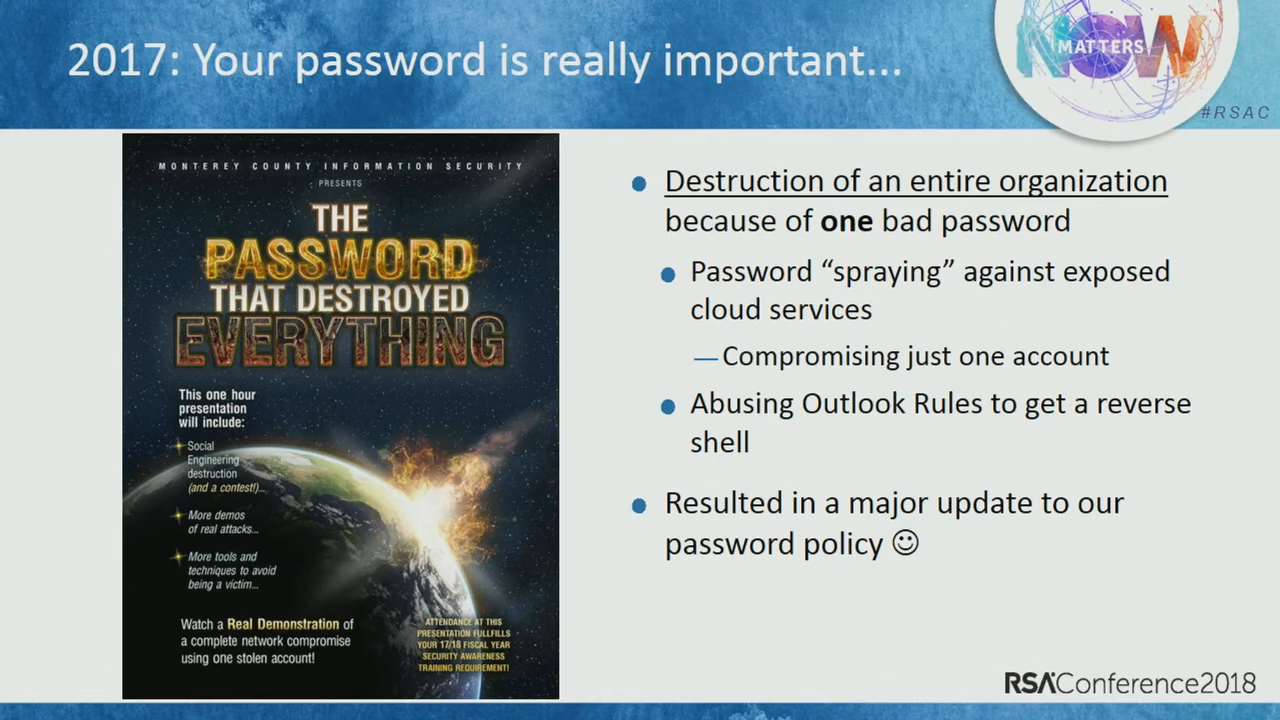 2017: Your password is really important...
NOW
MATTERS
#RSAC
MONTEREY COUNTY INFORMATION SECURITY
PRESENTS
THE
PASSWORD
THAT DESTROYED
EVERYTHING
This one hour
presentation
will include:
Social
Engineering
destruction
(and a contest!)...
More demos
of real attacks...
More tools and
techniques to avoid
being a victim...
Watch a Real Demonstration of
a complete network compromise
using one stolen account!
ATTENDANCE AT THIS
PRESENTATION FULLFILLS
YOUR 17/18 FISCAL YEAR
SECURITY AWARENESS
TRAINING REQUIREMENT!
Destruction of an entire organization
because of one bad password
Password “spraying” against exposed
cloud services
—Compromising just one account
Abusing Outlook Rules to get a reverse
shell
Resulted in a major update to our
password policy ☺
RSAConference2018